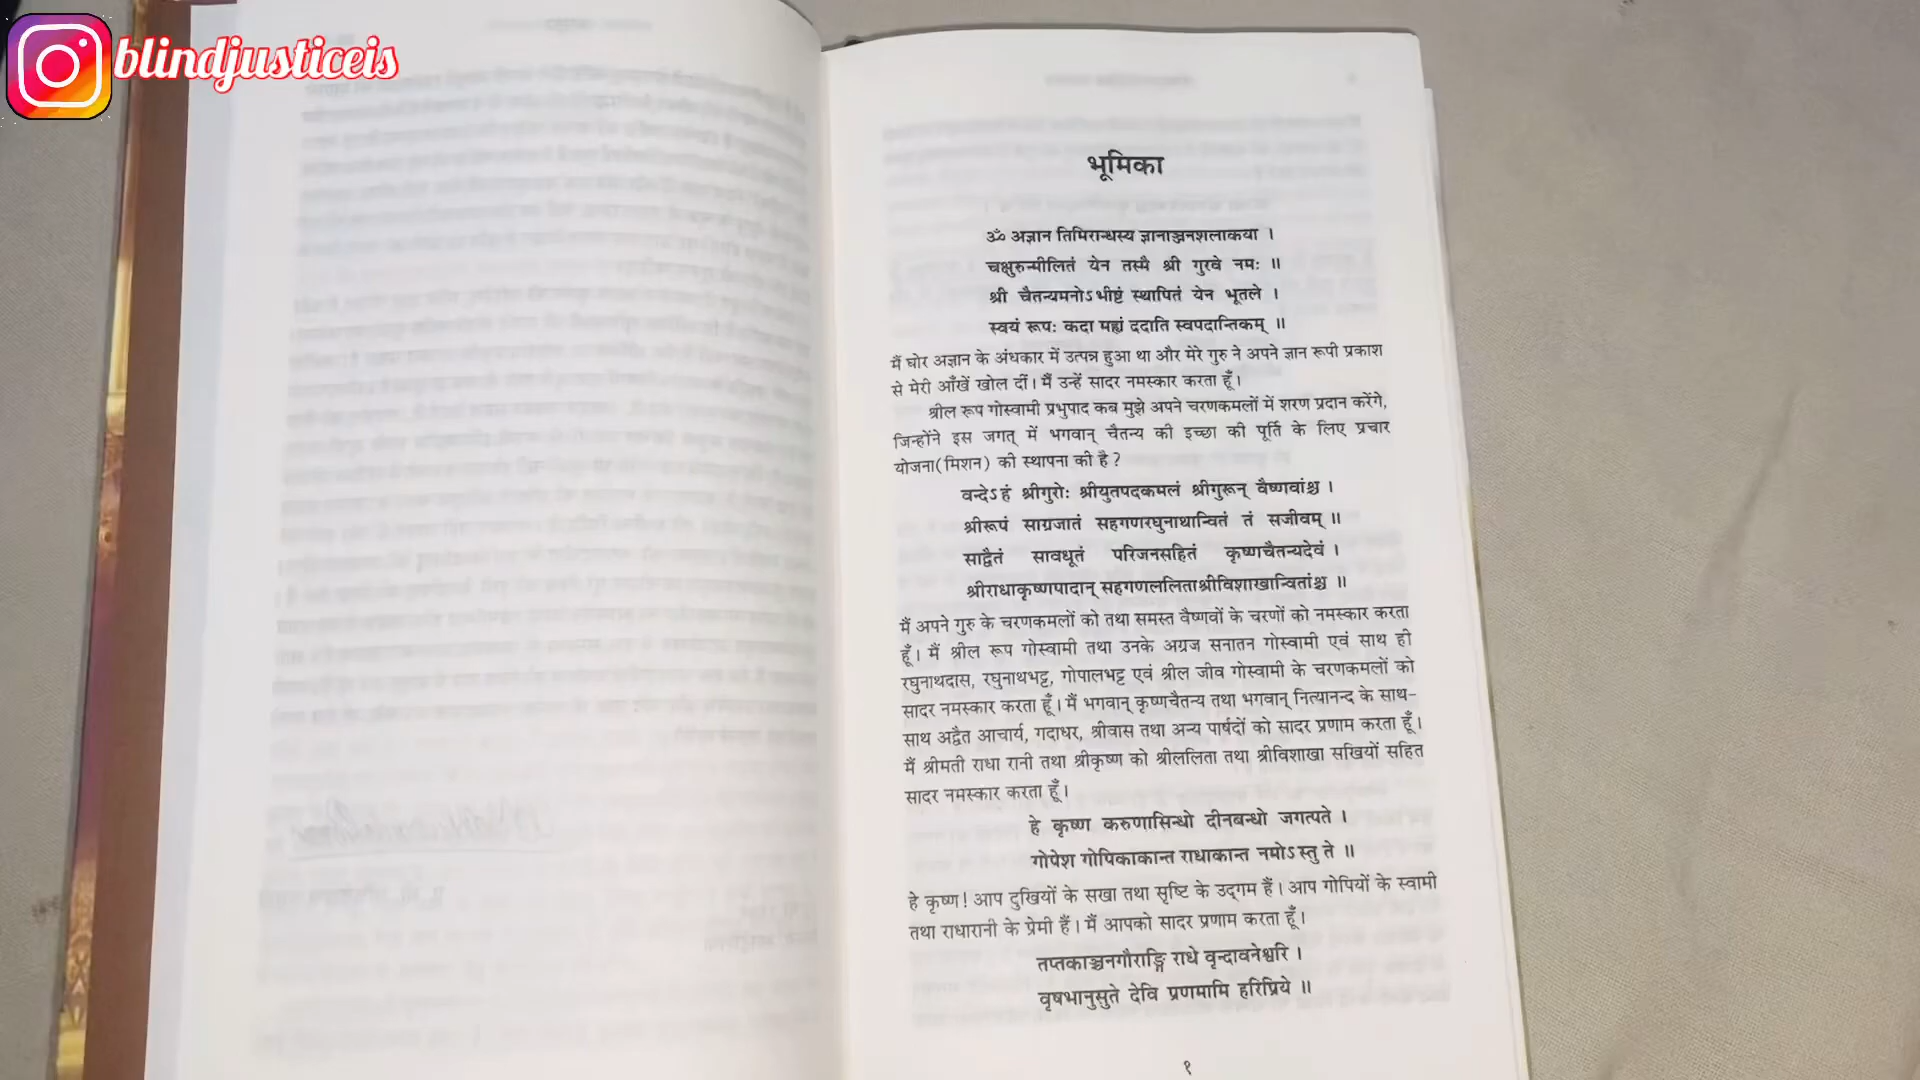 blindjusticeis
भूमिका
ॐ अज्ञान तिमिरान्धस्य ज्ञानाञ्जनशलाकया ।
चक्षुरुन्मीलितं येन तस्मै श्री गुरवे नमः ॥
श्री चैतन्यमनोऽभीष्टं स्थापितं येन भूतले ।
स्वयं रूपः कदा मह्यं ददाति स्वपदान्तिकम् ॥
मैं घोर अज्ञान के अंधकार में उत्पन्न हुआ था और मेरे गुरु ने अपने ज्ञान रूपी प्रकाश
से मेरी आँखें खोल दीं। मैं उन्हें सादर नमस्कार करता हूँ।
श्रील रूप गोस्वामी प्रभुपाद कब मुझे अपने चरणकमलों में शरण प्रदान करेंगे,
जिन्होंने इस जगत् में भगवान् चैतन्य की इच्छा की पूर्ति के लिए प्रचार
योजना(मिशन) की स्थापना की है?
वन्देऽहं श्रीगुरोः श्रीयुतपदकमलं श्रीगुरून् वैष्णवांश्च ।
श्रीरूपं साग्रजातं सहगणरघुनाथान्वितं तं सजीवम् ॥
साद्वैतं सावधूतं परिजनसहितं कृष्णचैतन्यदेवं ।
श्रीराधाकृष्णपादान् सहगणललिताश्रीविशाखान्वितांश्च ॥
मैं अपने गुरु के चरणकमलों को तथा समस्त वैष्णवों के चरणों को नमस्कार करता
हूँ। मैं श्रील रूप गोस्वामी तथा उनके अग्रज सनातन गोस्वामी एवं साथ ही
रघुनाथदास, रघुनाथभट्ट, गोपालभट्ट एवं श्रील जीव गोस्वामी के चरणकमलों को
सादर नमस्कार करता हूँ। मैं भगवान् कृष्णचैतन्य तथा भगवान् नित्यानन्द के साथ-
साथ अद्वैत आचार्य, गदाधर, श्रीवास तथा अन्य पार्षदों को सादर प्रणाम करता हूँ।
मैं श्रीमती राधा रानी तथा श्रीकृष्ण को श्रीललिता तथा श्रीविशाखा सखियों सहित
सादर नमस्कार करता हूँ।
हे कृष्ण करुणासिन्धो दीनबन्धो जगत्पते ।
गोपेश गोपिकाकान्त राधाकान्त नमोऽस्तु ते ॥
हे कृष्ण! आप दुखियों के सखा तथा सृष्टि के उद्‌गम हैं। आप गोपियों के स्वामी
तथा राधारानी के प्रेमी हैं। मैं आपको सादर प्रणाम करता हूँ।
तप्तकाञ्चनगौराङ्गि राधे वृन्दावनेश्वरि ।
वृषभानुसुते देवि प्रणमामि हरिप्रिये ॥
१